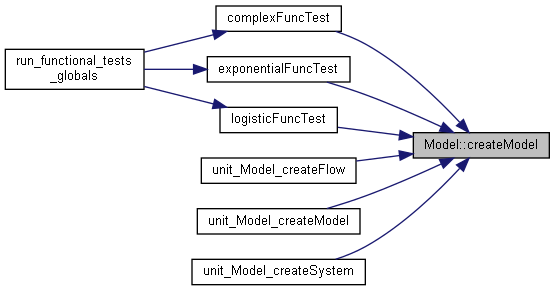 complexFuncTest
run_functional_tests
_globals
exponentialFuncTest
logisticFuncTest
Model::createModel
unit_Model_createFlow
unit_Model_createModel
unit_Model_createSystem